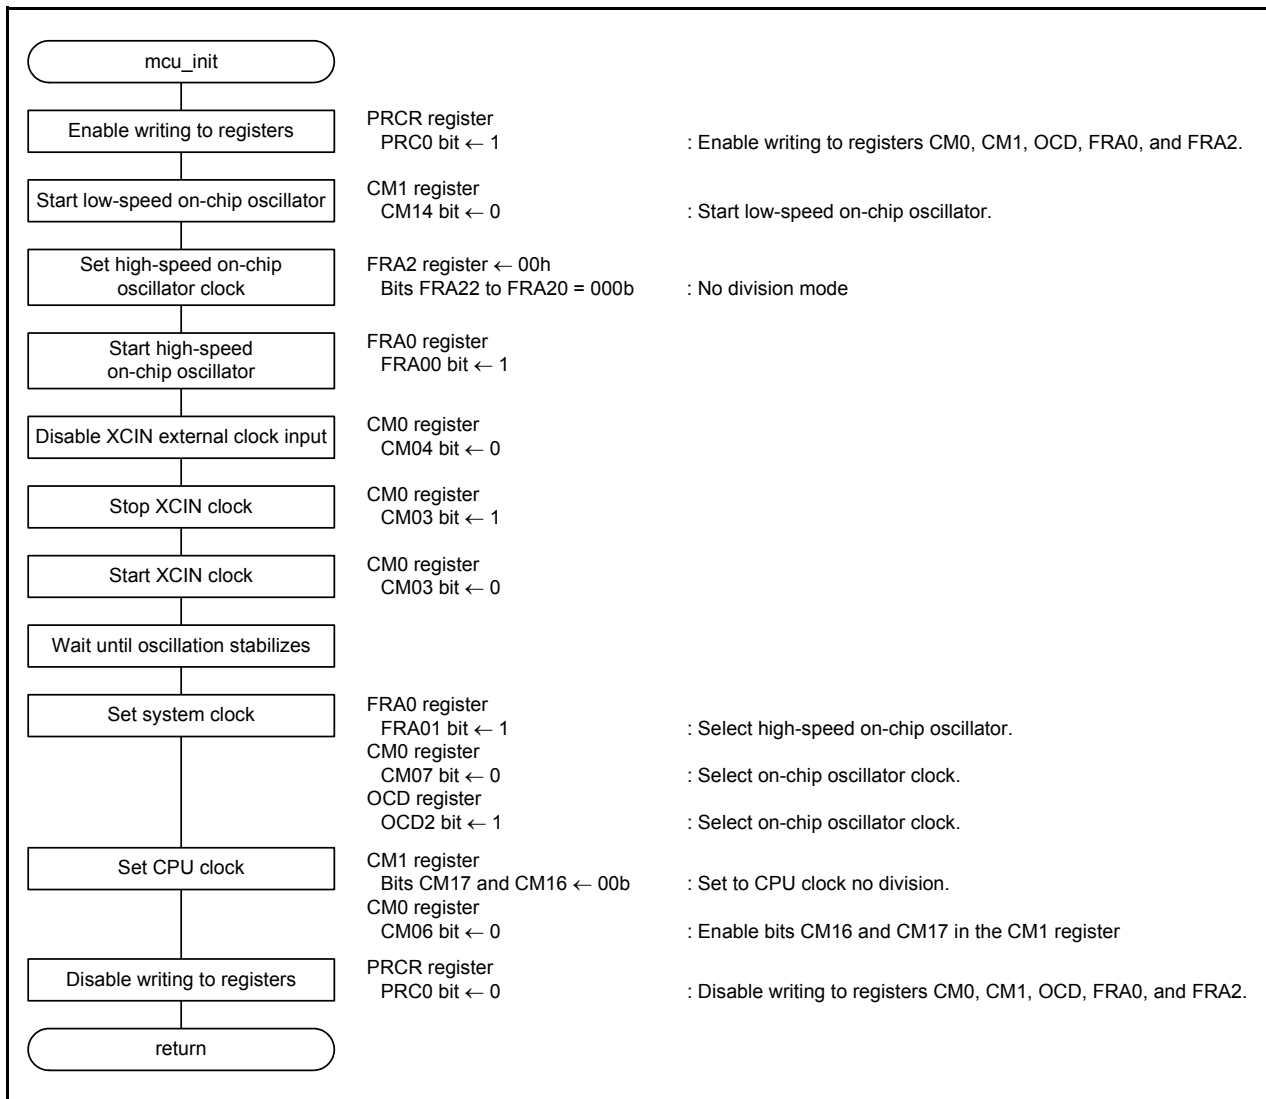 mcu_init
Enable writing to registers
PRCR register
PRC0 bit ← 1 : Enable writing to registers CM0, CM1, OCD, FRA0, and FRA2.
Start low-speed on-chip oscillator
CM1 register
CM14 bit ← 0 : Start low-speed on-chip oscillator.
Set high-speed on-chip
oscillator clock
FRA2 register ← 00h
Bits FRA22 to FRA20 = 000b : No division mode
Start high-speed
on-chip oscillator
FRA0 register
FRA00 bit ← 1
Disable XCIN external clock input
CM0 register
CM04 bit ← 0
Stop XCIN clock
CM0 register
CM03 bit ← 1
Start XCIN clock
CM0 register
CM03 bit ← 0
Wait until oscillation stabilizes
Set system clock
FRA0 register
FRA01 bit ← 1 : Select high-speed on-chip oscillator.
CM0 register
CM07 bit ← 0 : Select on-chip oscillator clock.
OCD register
OCD2 bit ← 1 : Select on-chip oscillator clock.
Set CPU clock
CM1 register
Bits CM17 and CM16 ← 00b : Set to CPU clock no division.
CM0 register
CM06 bit ← 0 : Enable bits CM16 and CM17 in the CM1 register
Disable writing to registers
PRCR register
PRC0 bit ← 0 : Disable writing to registers CM0, CM1, OCD, FRA0, and FRA2.
return